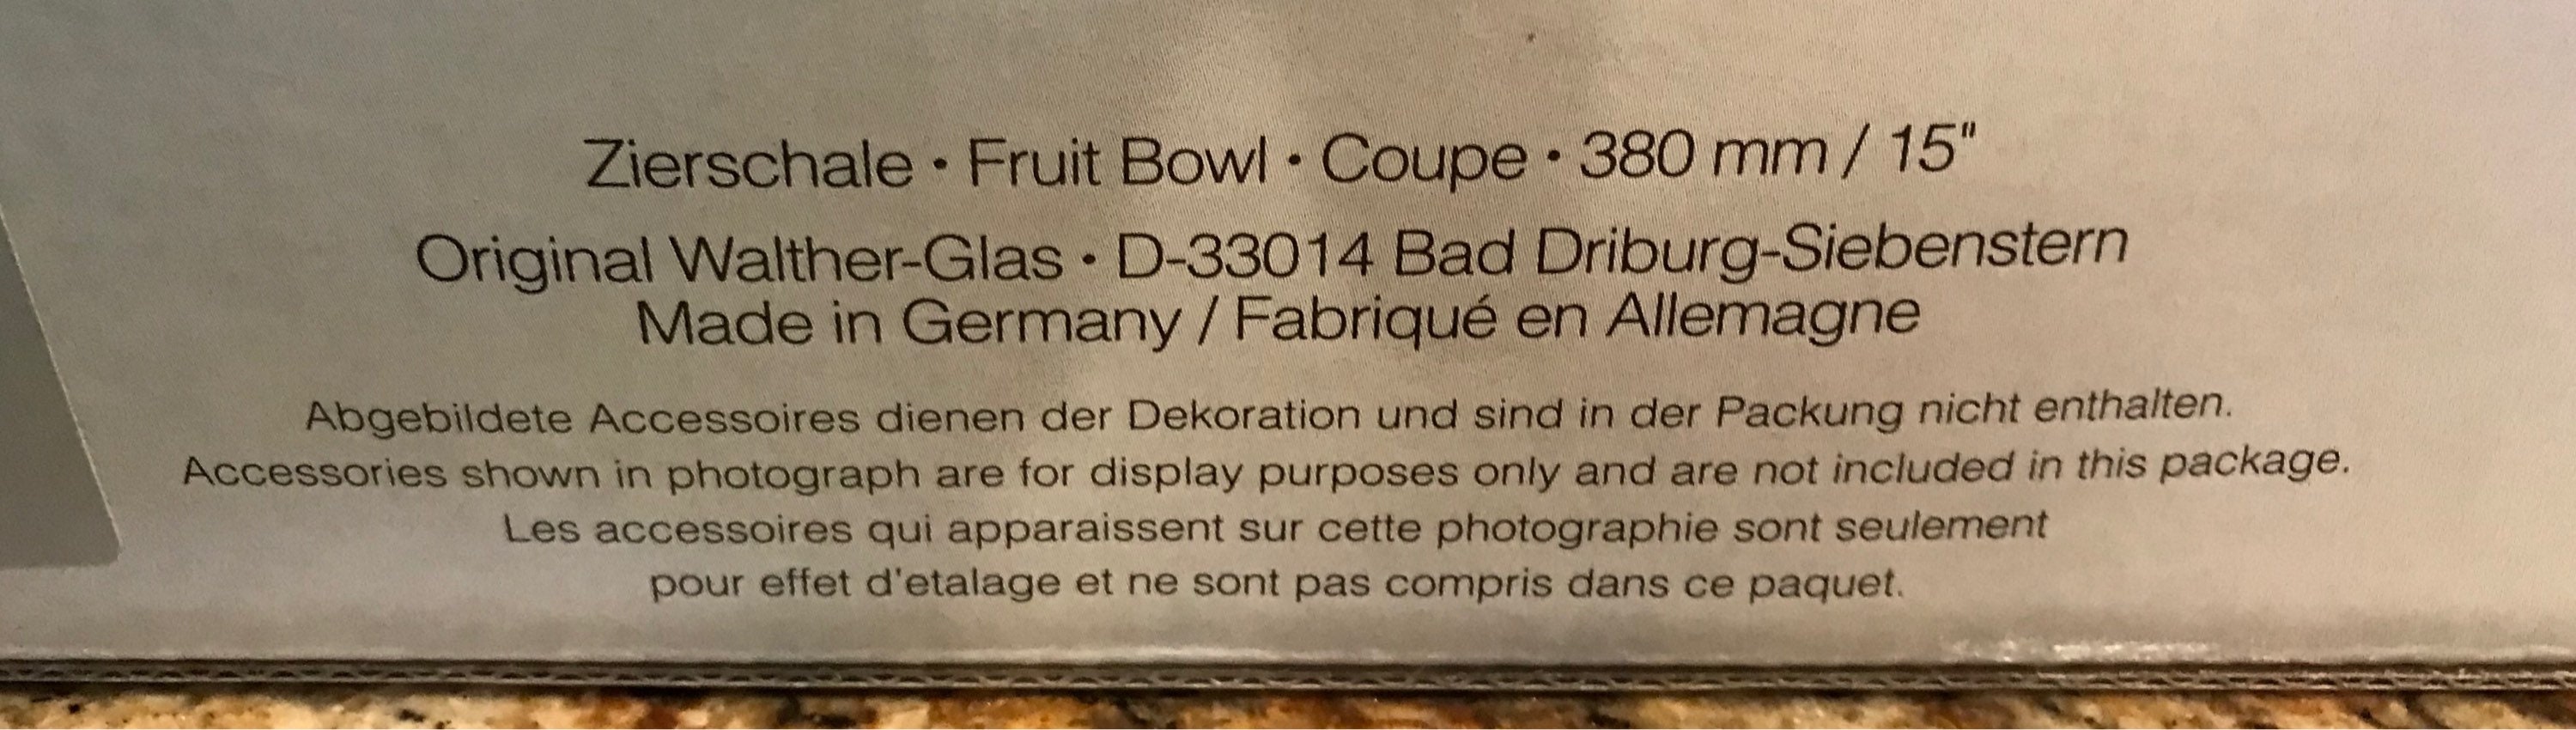 Zierschale • Fruit Bowl • Coupe • 380 mm / 15"
Original Walther-Glas • D-33014 Bad Driburg-Siebenstern
Made in Germany / Fabriqué en Allemagne
Abgebildete Accessoires dienen der Dekoration und sind in der Packung nicht enthalten.
Accessories shown in photograph are for display purposes only and are not included in this package.
Les accessoires qui apparaissent sur cette photographie sont seulement
pour effet d'etalage et ne sont pas compris dans ce paquet.